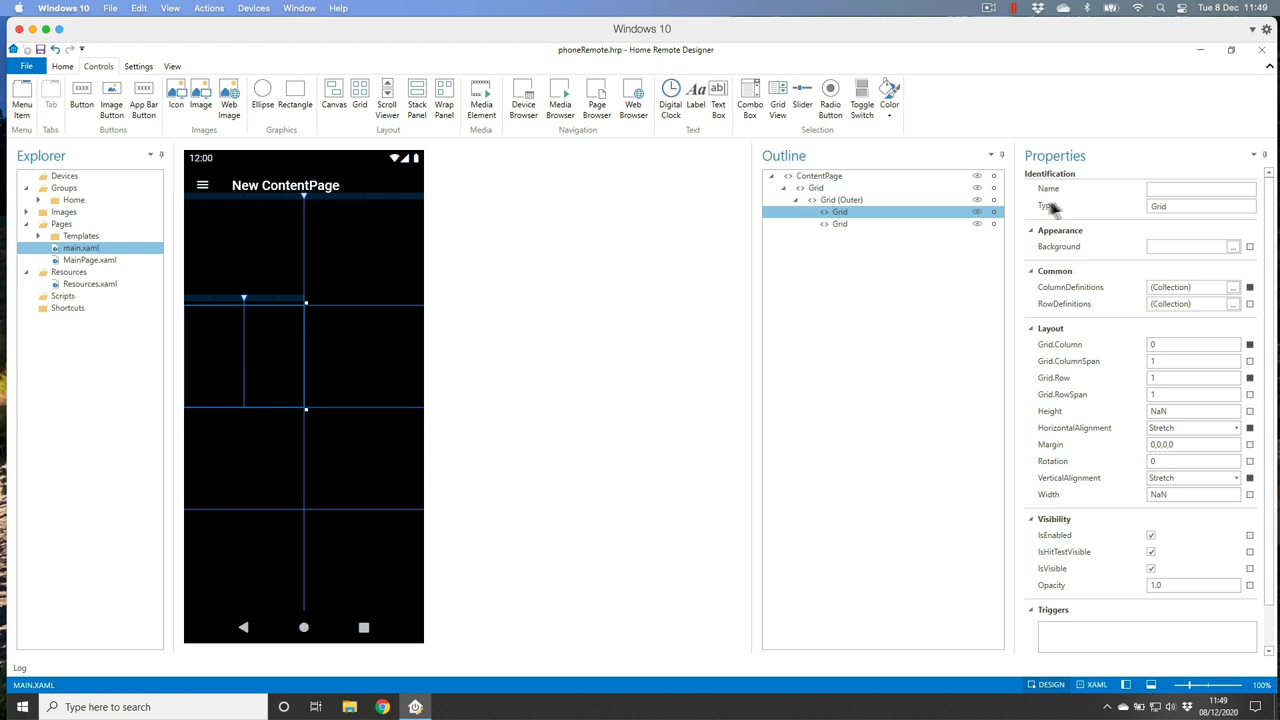 Windows 10 File Edit View Actions Devices Window Help Tue 8 Dec 11:49
Windows 10
phoneRemote.hrp - Home Remote Designer
File Home Controls Settings View
Menu Item Tab Button Image Button App Bar Button Icon Image Web Image Ellipse Rectangle Canvas Grid Scroll Viewer Stack Panel Wrap Panel Media Element Device Browser Media Browser Page Browser Web Browser Digital Clock Label Text Box Combo Box Grid View Slider Radio Button Toggle Switch Color
Menu Tabs Buttons Images Graphics Layout Media Navigation Text Selection
Explorer
Devices
Groups
Home
Images
Pages
Templates
main.xaml
MainPage.xaml
Resources
Resources.xaml
Scripts
Shortcuts
12:00
New ContentPage
Outline
ContentPage
Grid
Grid (Outer)
Grid
Grid
Properties
Identification
Name
Type Grid
Appearance
Background ...
Common
ColumnDefinitions (Collection) ...
RowDefinitions (Collection) ...
Layout
Grid.Column 0
Grid.ColumnSpan 1
Grid.Row 1
Grid.RowSpan 1
Height NaN
HorizontalAlignment Stretch
Margin 0,0,0,0
Rotation 0
VerticalAlignment Stretch
Width NaN
Visibility
IsEnabled
IsHitTestVisible
IsVisible
Opacity 1.0
Triggers
Log
MAIN.XAML DESIGN XAML 100%
Type here to search
11:49
08/12/2020